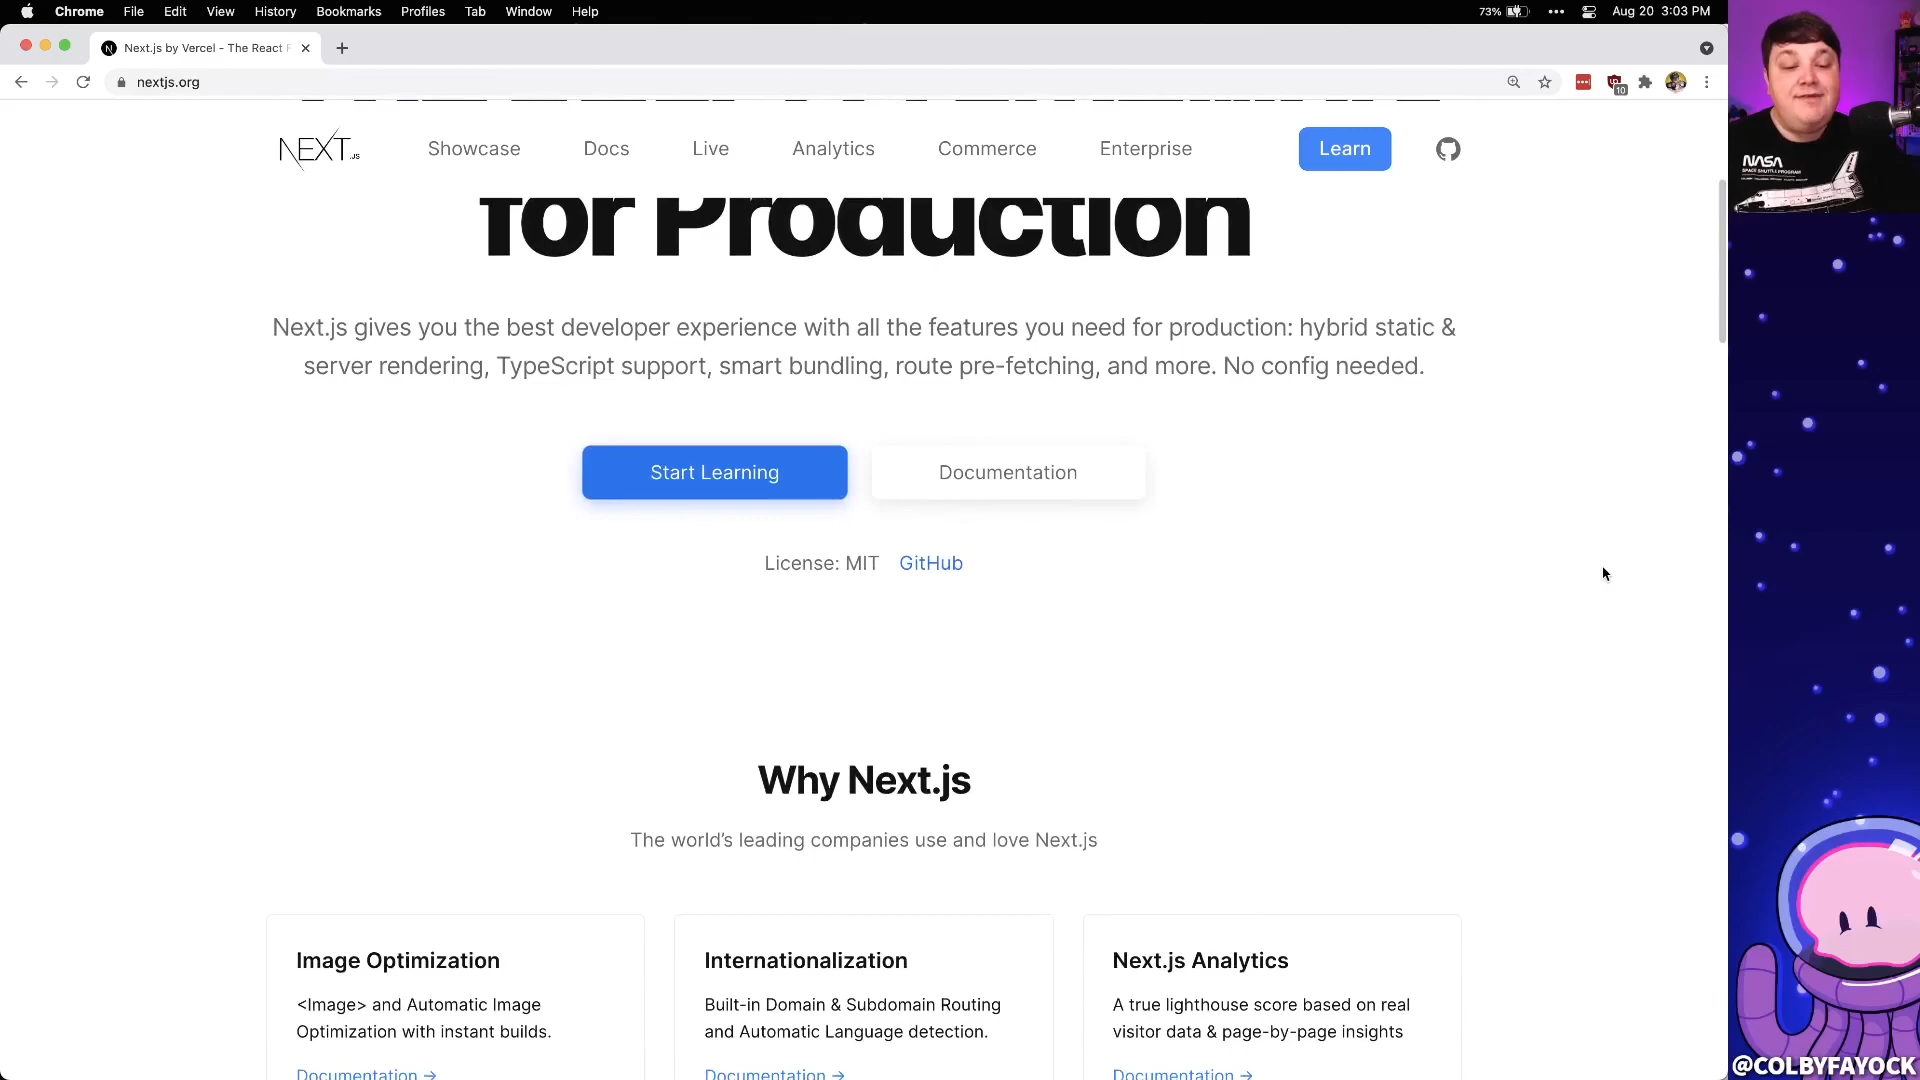 Chrome File Edit View History Bookmarks Profiles Tab Window Help 73% Aug 20 3:03 PM
Next.js by Vercel - The React F
nextjs.org
10
NEXT.JS Showcase Docs Live Analytics Commerce Enterprise Learn
for Production
Next.js gives you the best developer experience with all the features you need for production: hybrid static &
server rendering, TypeScript support, smart bundling, route pre-fetching, and more. No config needed.
Start Learning Documentation
License: MIT GitHub
Why Next.js
The world’s leading companies use and love Next.js
Image Optimization
<Image> and Automatic Image
Optimization with instant builds.
Documentation →
Internationalization
Built-in Domain & Subdomain Routing
and Automatic Language detection.
Documentation →
Next.js Analytics
A true lighthouse score based on real
visitor data & page-by-page insights
Documentation →
NASA
SPACE SHUTTLE PROGRAM
@COLBYFAYOCK